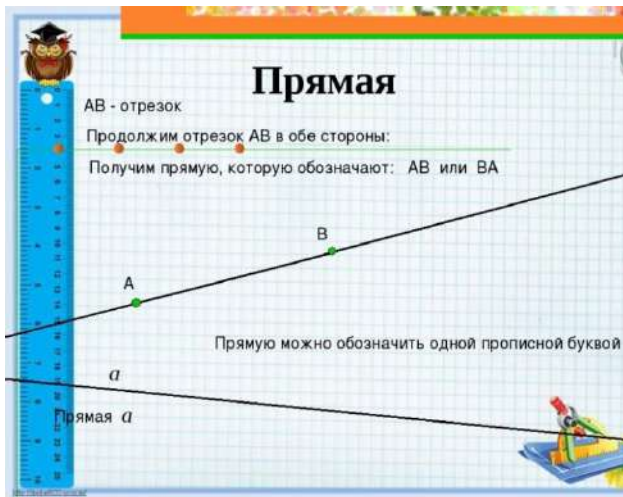 Прямая
АВ - отрезок
Продолжим отрезок АВ в обе стороны:
Получим прямую, которую обозначают: АВ или ВА
В
А
Прямую можно обозначить одной прописной буквой
a
Прямая a